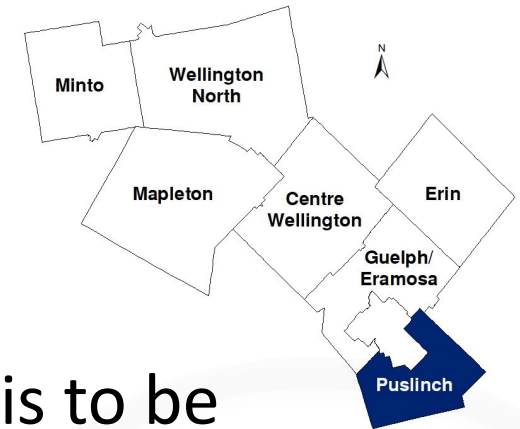 N
Minto
Wellington
North
Mapleton
Centre
Wellington
Erin
Guelph/
Eramosa
Puslinch
is to be